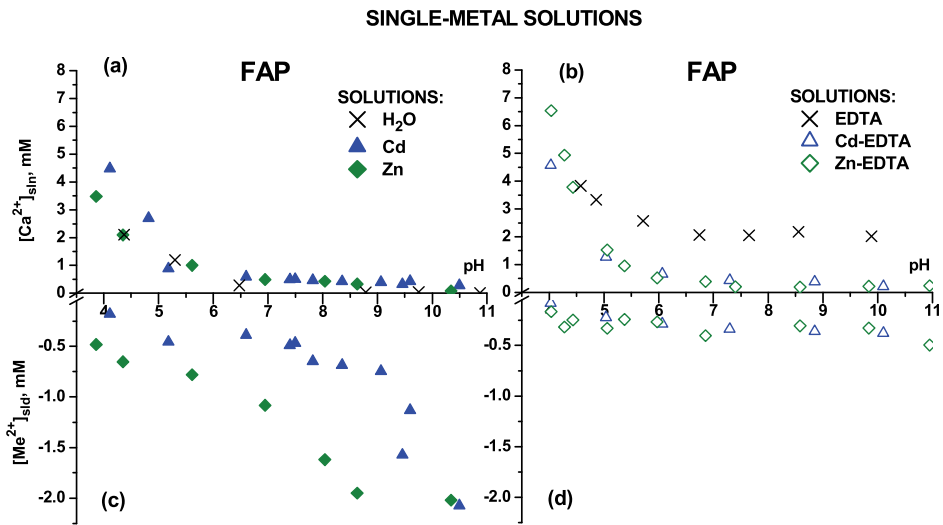 SINGLE-METAL SOLUTIONS
(a)
FAP
SOLUTIONS:
H2O
Cd
Zn
[Ca2+]sln, mM
8
7
6
5
4
3
2
1
0
pH
4 5 6 7 8 9 10 11
[Me2+]sld, mM
-0.5
-1.0
-1.5
-2.0
(c)
(b)
FAP
SOLUTIONS:
EDTA
Cd-EDTA
Zn-EDTA
8
7
6
5
4
3
2
1
0
pH
4 5 6 7 8 9 10 11
-0.5
-1.0
-1.5
-2.0
(d)